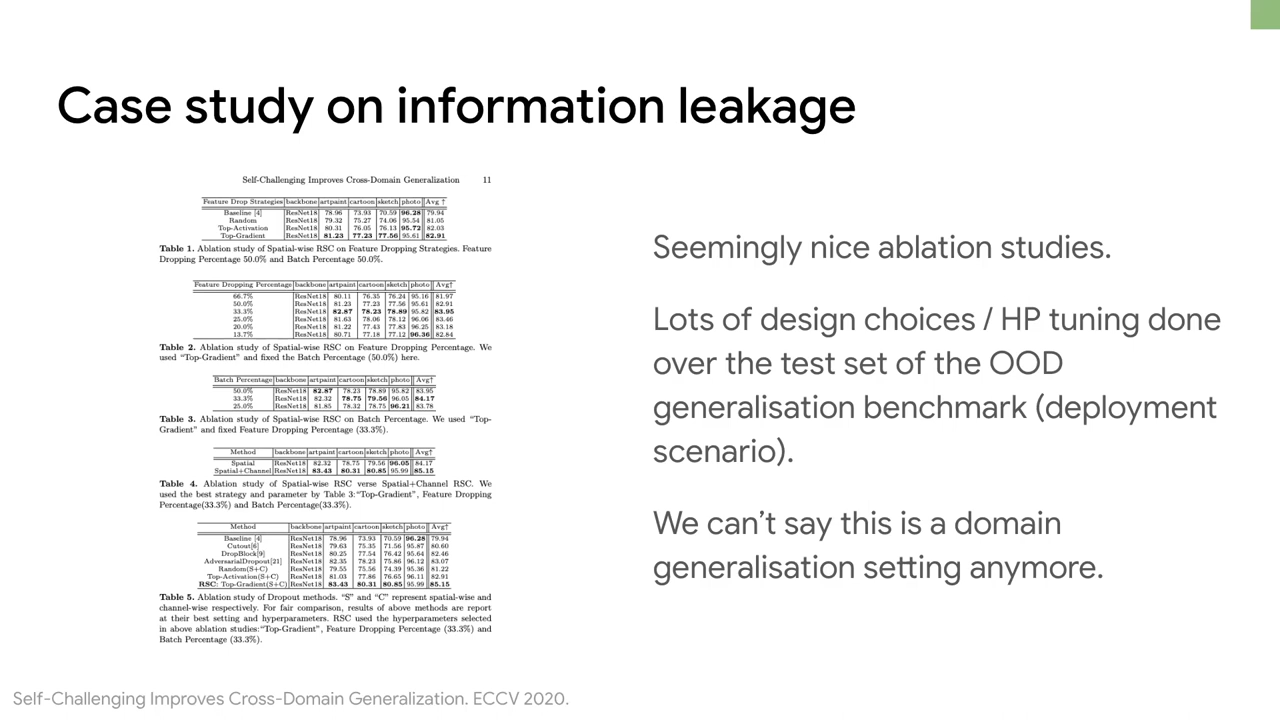 Case study on information leakage
Self-Challenging Improves Cross-Domain Generalization 11
Feature Drop Strategies backbone artpaint cartoon sketch photo Avg ↑
Baseline [4] ResNet18 78.96 73.93 70.59 96.28 79.94
Random ResNet18 79.32 75.27 74.06 95.54 81.05
Top-Activation ResNet18 80.31 76.05 76.13 95.72 82.03
Top-Gradient ResNet18 81.23 77.23 77.56 95.61 82.91
Table 1. Ablation study of Spatial-wise RSC on Feature Dropping Strategies. Feature
Dropping Percentage 50.0% and Batch Percentage 50.0%.
Feature Dropping Percentage backbone artpaint cartoon sketch photo Avg↑
66.7% ResNet18 80.11 76.35 76.24 95.16 81.97
50.0% ResNet18 81.23 77.23 77.56 95.61 82.91
33.3% ResNet18 82.87 78.23 78.89 95.82 83.95
25.0% ResNet18 81.63 78.06 78.12 96.06 83.46
20.0% ResNet18 81.22 77.43 77.83 96.25 83.18
13.7% ResNet18 80.71 77.18 77.12 96.36 82.84
Table 2. Ablation study of Spatial-wise RSC on Feature Dropping Percentage. We
used “Top-Gradient” and fixed the Batch Percentage (50.0%) here.
Batch Percentage backbone artpaint cartoon sketch photo Avg↑
50.0% ResNet18 82.87 78.23 78.89 95.82 83.95
33.3% ResNet18 82.32 78.75 79.56 96.05 84.17
25.0% ResNet18 81.85 78.32 78.75 96.21 83.78
Table 3. Ablation study of Spatial-wise RSC on Batch Percentage. We used “Top-
Gradient” and fixed Feature Dropping Percentage (33.3%).
Method backbone artpaint cartoon sketch photo Avg↑
Spatial ResNet18 82.32 78.75 79.56 96.05 84.17
Spatial+Channel ResNet18 83.43 80.31 80.85 95.99 85.15
Table 4. Ablation study of Spatial-wise RSC verse Spatial+Channel RSC. We
used the best strategy and parameter by Table 3:“Top-Gradient”, Feature Dropping
Percentage(33.3%) and Batch Percentage(33.3%).
Method backbone artpaint cartoon sketch photo Avg↑
Baseline [4] ResNet18 78.96 73.93 70.59 96.28 79.94
Cutout[6] ResNet18 79.63 75.35 71.56 95.87 80.60
DropBlock[9] ResNet18 80.25 77.54 76.42 95.64 82.46
AdversarialDropout[21] ResNet18 82.35 78.23 75.86 96.12 83.07
Random(S+C) ResNet18 79.55 75.56 74.39 95.36 81.22
Top-Activation(S+C) ResNet18 81.03 77.86 76.65 96.11 82.91
RSC: Top-Gradient(S+C) ResNet18 83.43 80.31 80.85 95.99 85.15
Table 5. Ablation study of Dropout methods. “S” and “C” represent spatial-wise and
channel-wise respectively. For fair comparison, results of above methods are report
at their best setting and hyperparameters. RSC used the hyperparameters selected
in above ablation studies:“Top-Gradient”, Feature Dropping Percentage (33.3%) and
Batch Percentage (33.3%).
Seemingly nice ablation studies.
Lots of design choices / HP tuning done
over the test set of the OOD
generalisation benchmark (deployment
scenario).
We can’t say this is a domain
generalisation setting anymore.
Self-Challenging Improves Cross-Domain Generalization. ECCV 2020.